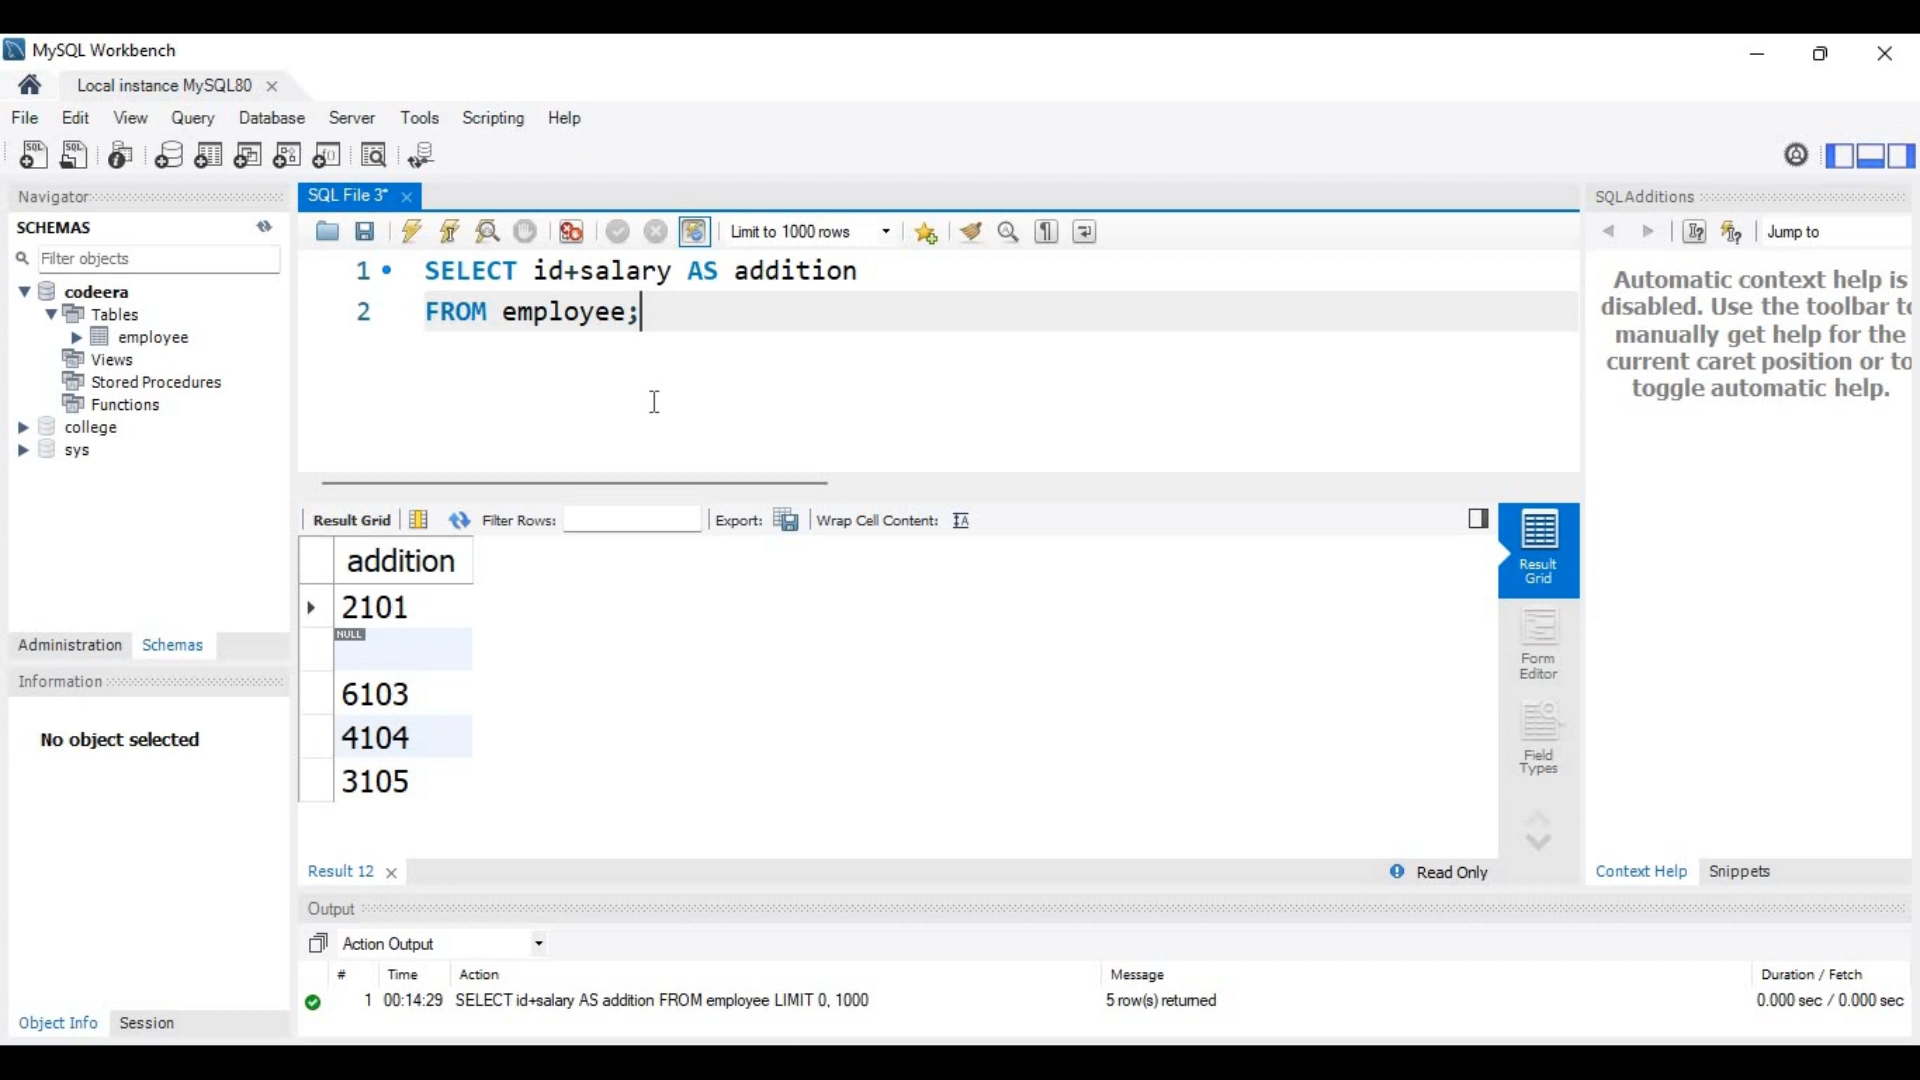 MySQL Workbench
Local instance MySQL80
File Edit View Query Database Server Tools Scripting Help
Navigator
SCHEMAS
Filter objects
codeera
Tables
employee
Views
Stored Procedures
Functions
college
sys
Administration Schemas
Information
No object selected
Object Info Session
SQL File 3*
Limit to 1000 rows
1 SELECT id+salary AS addition
2 FROM employee;
Result Grid Filter Rows: Export: Wrap Cell Content:
addition
2101
NULL
6103
4104
3105
Result
Grid
Form
Editor
Field
Types
Result 12
Read Only
Output
Action Output
# Time Action Message Duration / Fetch
1 00:14:29 SELECT id+salary AS addition FROM employee LIMIT 0, 1000 5 row(s) returned 0.000 sec / 0.000 sec
SQLAdditions
Jump to
Automatic context help is
disabled. Use the toolbar to
manually get help for the
current caret position or to
toggle automatic help.
Context Help Snippets